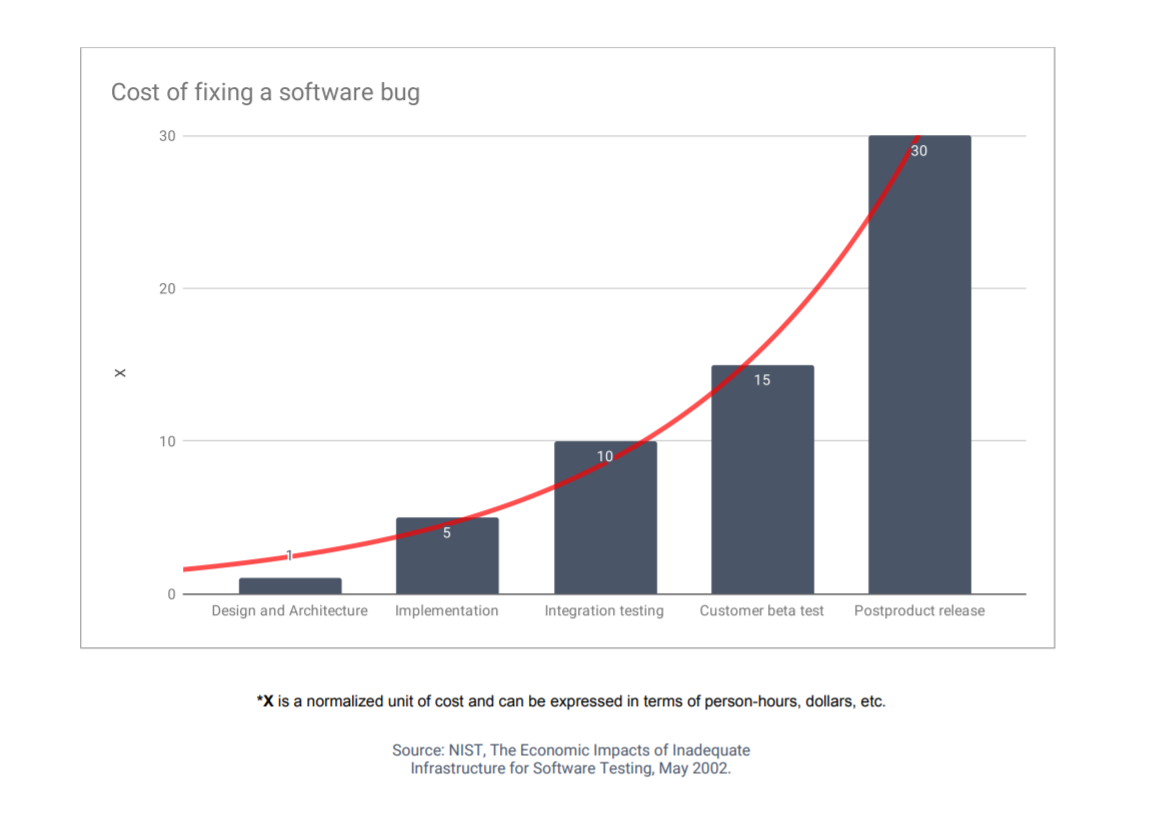 Cost of fixing a software bug
30
20
10
0
X
1
5
10
15
30
Design and Architecture
Implementation
Integration testing
Customer beta test
Postproduct release
*X is a normalized unit of cost and can be expressed in terms of person-hours, dollars, etc.
Source: NIST, The Economic Impacts of Inadequate
Infrastructure for Software Testing, May 2002.